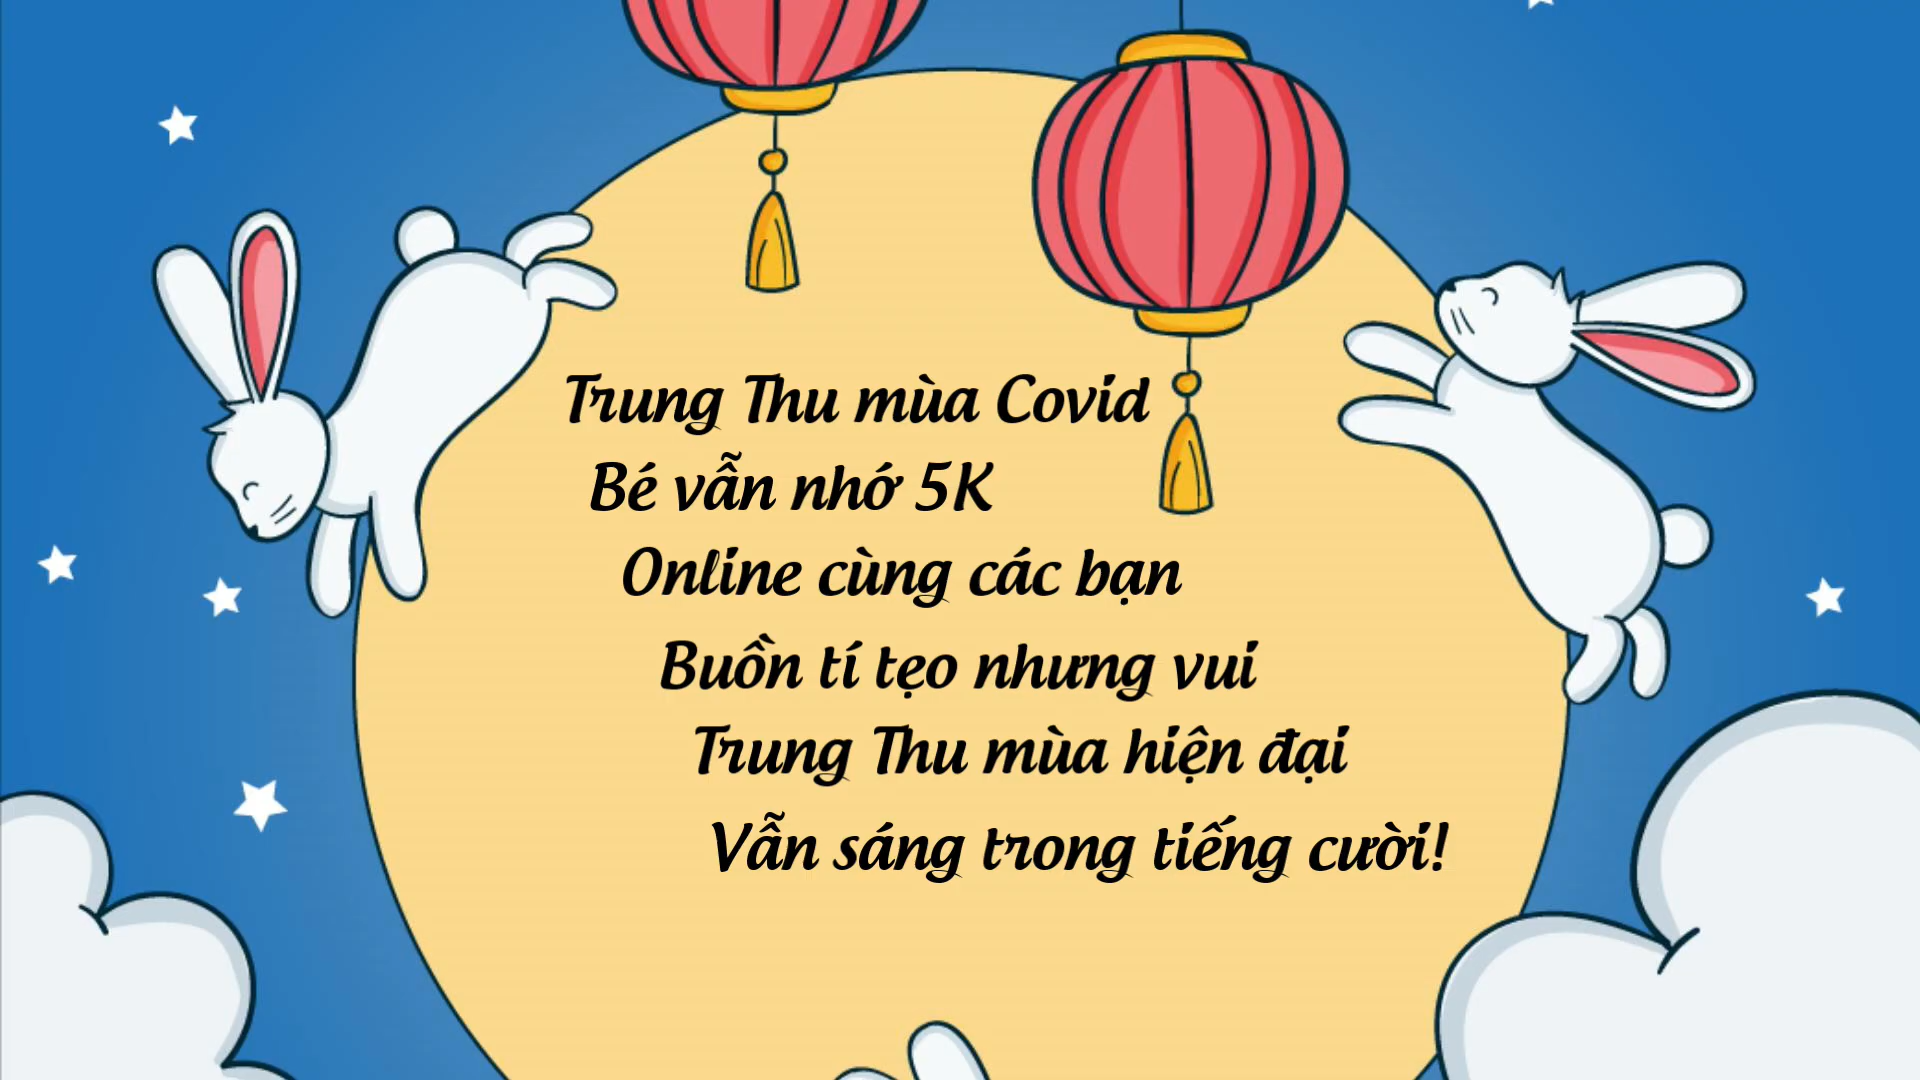 Trung Thu mùa Covid
Bé vẫn nhớ 5K
Online cùng các bạn
Buồn tí tẹo nhưng vui
Trung Thu mùa hiện đại
Vẫn sáng trong tiếng cười!